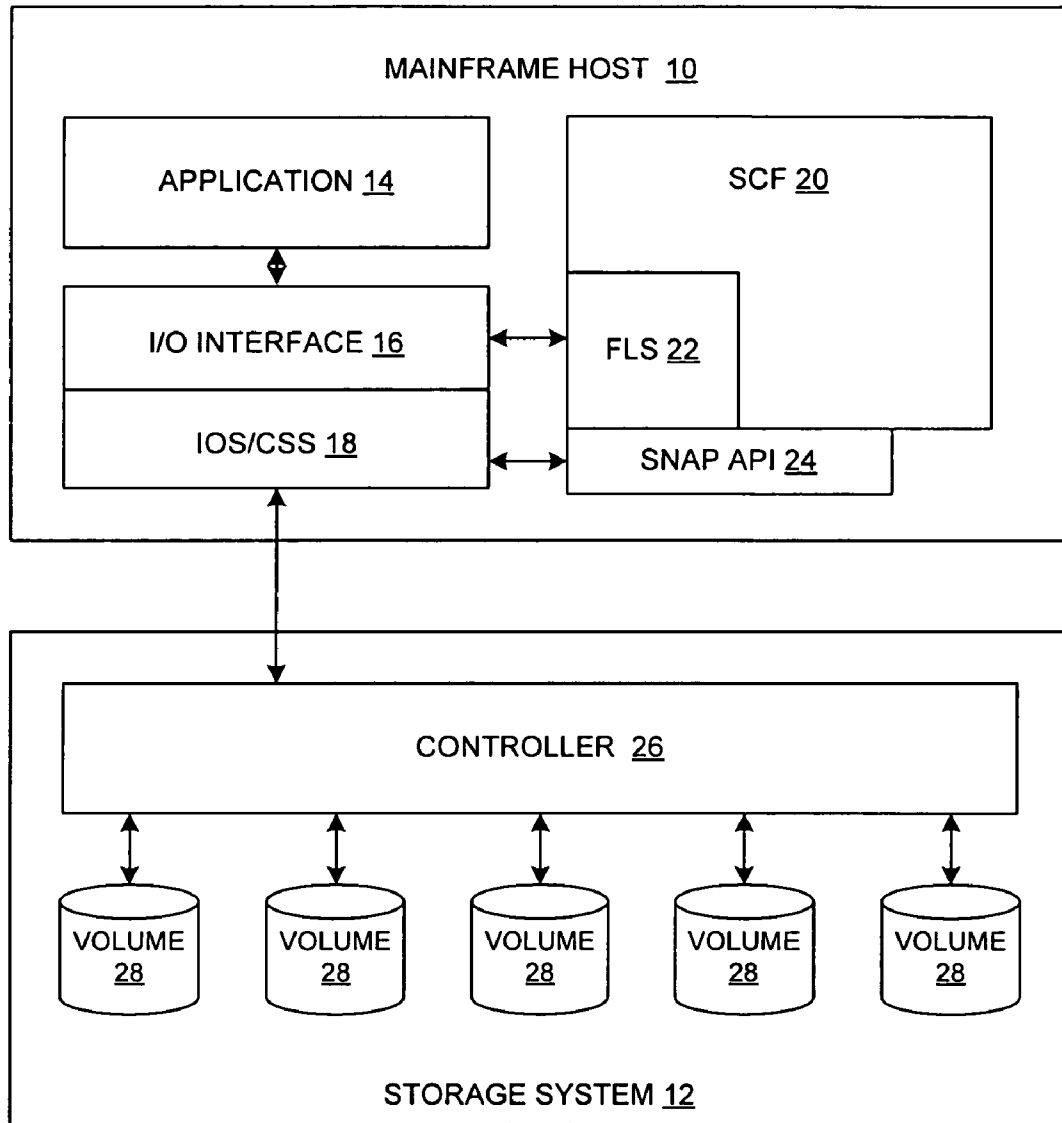 MAINFRAME HOST 10
APPLICATION 14
SCF 20
I/O INTERFACE 16
FLS 22
IOS/CSS 18
SNAP API 24
CONTROLLER 26
VOLUME
28
VOLUME
28
VOLUME
28
VOLUME
28
VOLUME
28
STORAGE SYSTEM 12